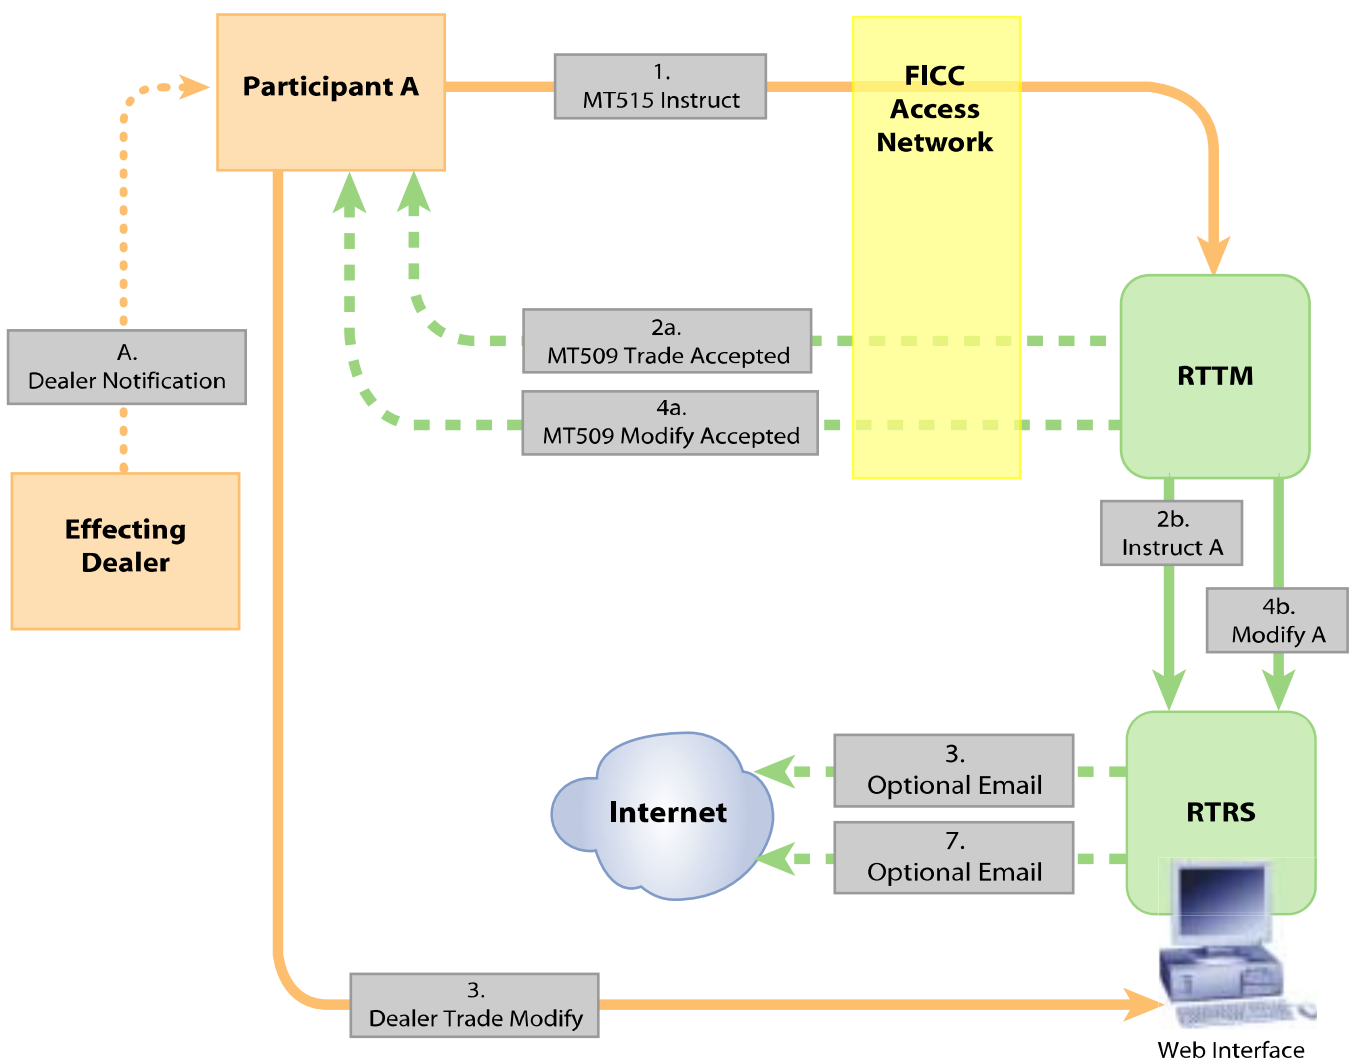 Participant A
1.
MT515 Instruct
FICC
Access
Network
A.
Dealer Notification
2a.
MT509 Trade Accepted
4a.
MT509 Modify Accepted
RTTM
Effecting
Dealer
2b.
Instruct A
4b.
Modify A
Internet
3.
Optional Email
7.
Optional Email
RTRS
3.
Dealer Trade Modify
Web Interface